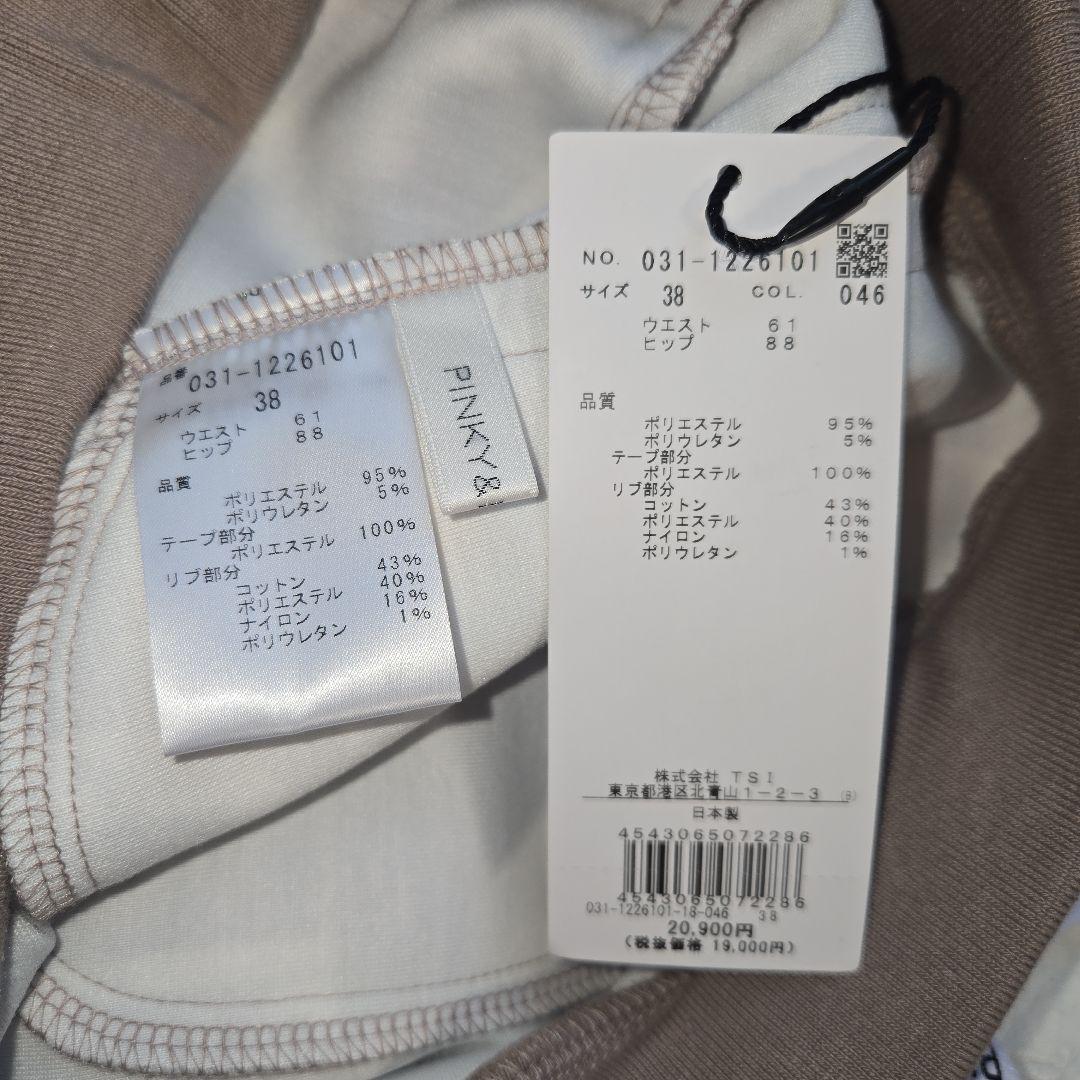 品番 031-1226101
サイズ 38
ウエスト 61
ヒップ 88
品質
ポリエステル 95%
ポリウレタン 5%
テープ部分
ポリエステル 100%
リブ部分
コットン 43%
ポリエステル 40%
ナイロン 16%
ポリウレタン 1%
PINKY&
NO. 031-1226101
サイズ 38 COL. 046
ウエスト 61
ヒップ 88
品質
ポリエステル 95%
ポリウレタン 5%
テープ部分
ポリエステル 100%
リブ部分
コットン 43%
ポリエステル 40%
ナイロン 16%
ポリウレタン 1%
株式会社 TSI
東京都港区北青山1-2-3 (B)
日本製
4543065072286
4543065072286
031-1226101-18-046 38
20,900円
(税抜価格 19,000円)